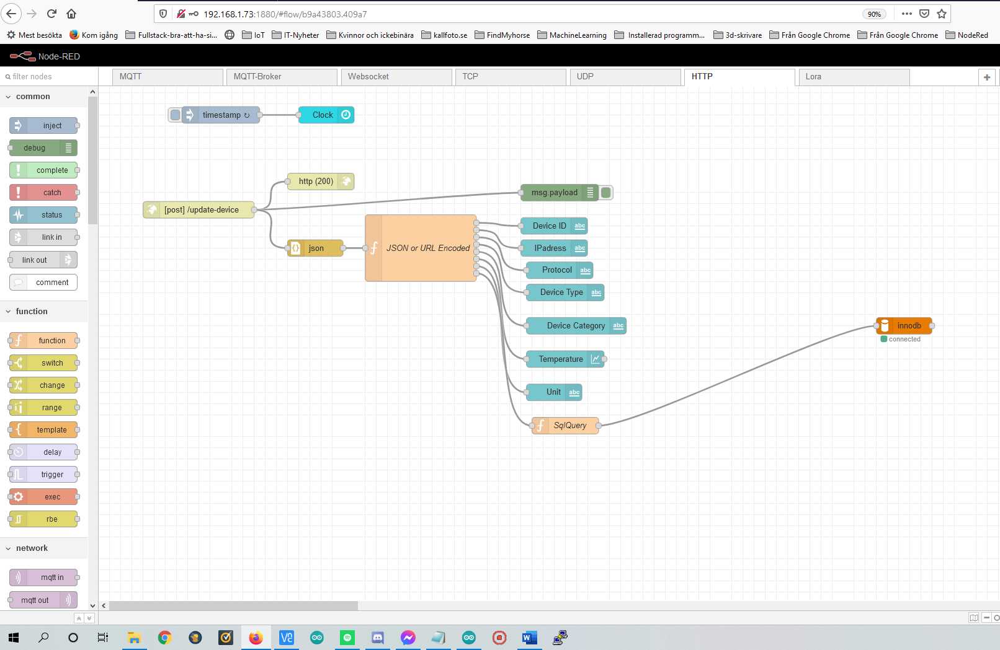 192.168.1.73:1880/#flow/b9a43803.409a7
90%
Mest besökta
Kom igång
Fullstack-bra-att-ha-si...
IoT
IT-Nyheter
Kvinnor och ickebinära
kallfoto.se
FindMyhorse
MachineLearning
Installerad programm...
3d-skrivare
Från Google Chrome
Från Google Chrome
NodeRed
Node-RED
filter nodes
MQTT
MQTT-Broker
Websocket
TCP
UDP
HTTP
Lora
common
inject
debug
complete
catch
status
link in
link out
comment
function
function
switch
change
range
template
delay
trigger
exec
rbe
network
mqtt in
mqtt out
timestamp ↻
Clock
http (200)
[post] /update-device
json
JSON or URL Encoded
msg.payload
Device ID abc
IPadress abc
Protocol abc
Device Type abc
Device Category abc
Temperature
Unit abc
SqlQuery
innodb
connected